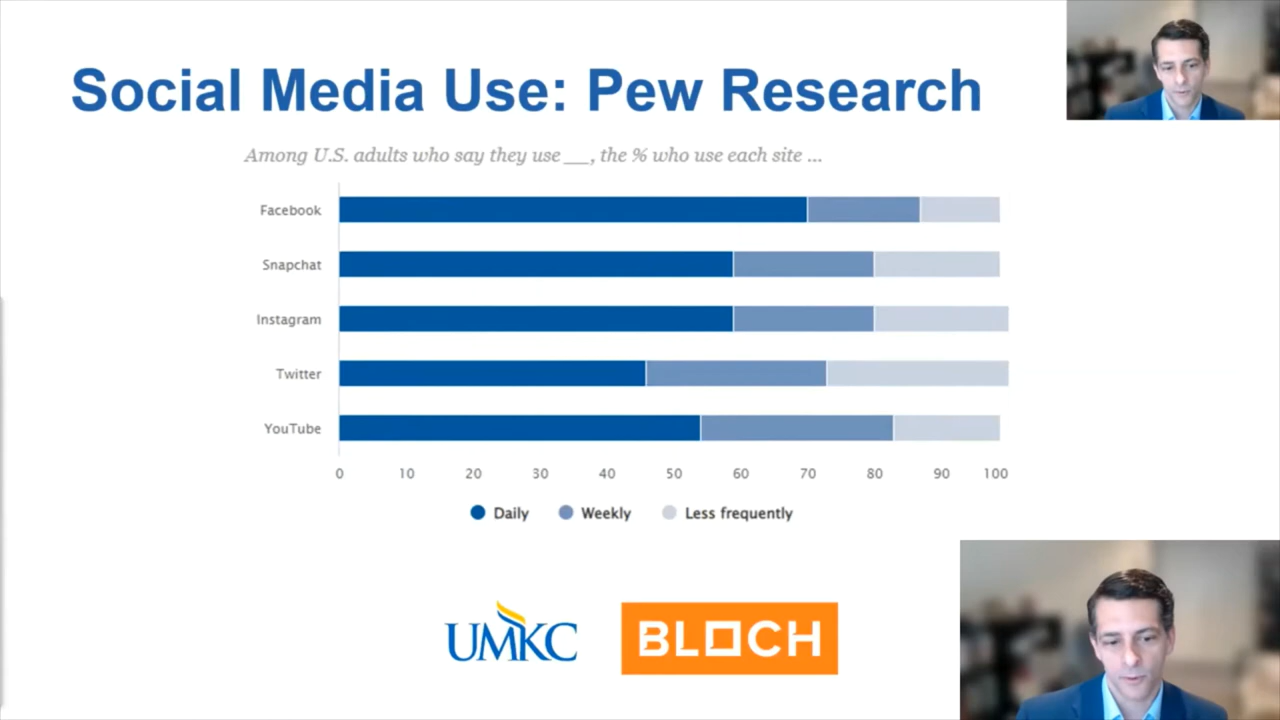 Social Media Use: Pew Research
Among U.S. adults who say they use __, the % who use each site ...
Facebook
Snapchat
Instagram
Twitter
YouTube
0 10 20 30 40 50 60 70 80 90 100
Daily Weekly Less frequently
UMKC BLOCH